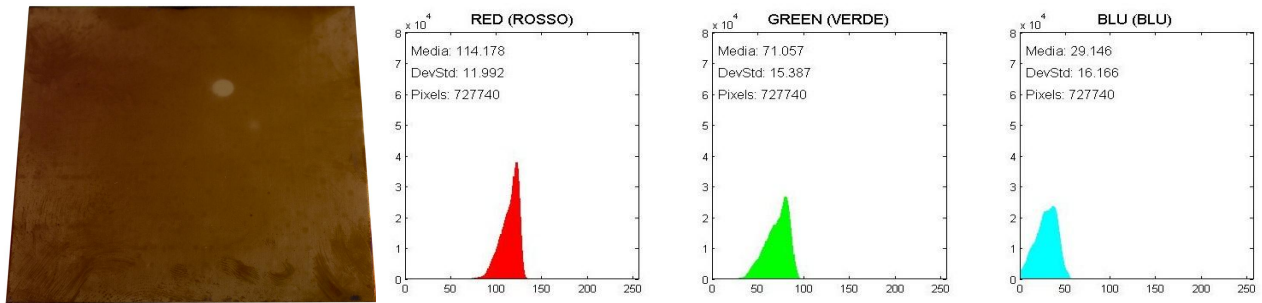 RED (ROSSO)
x 10⁴
8
7
6
5
4
3
2
1
0
0 50 100 150 200 250
Media: 114.178
DevStd: 11.992
Pixels: 727740
GREEN (VERDE)
x 10⁴
8
7
6
5
4
3
2
1
0
0 50 100 150 200 250
Media: 71.057
DevStd: 15.387
Pixels: 727740
BLU (BLU)
x 10⁴
8
7
6
5
4
3
2
1
0
0 50 100 150 200 250
Media: 29.146
DevStd: 16.166
Pixels: 727740